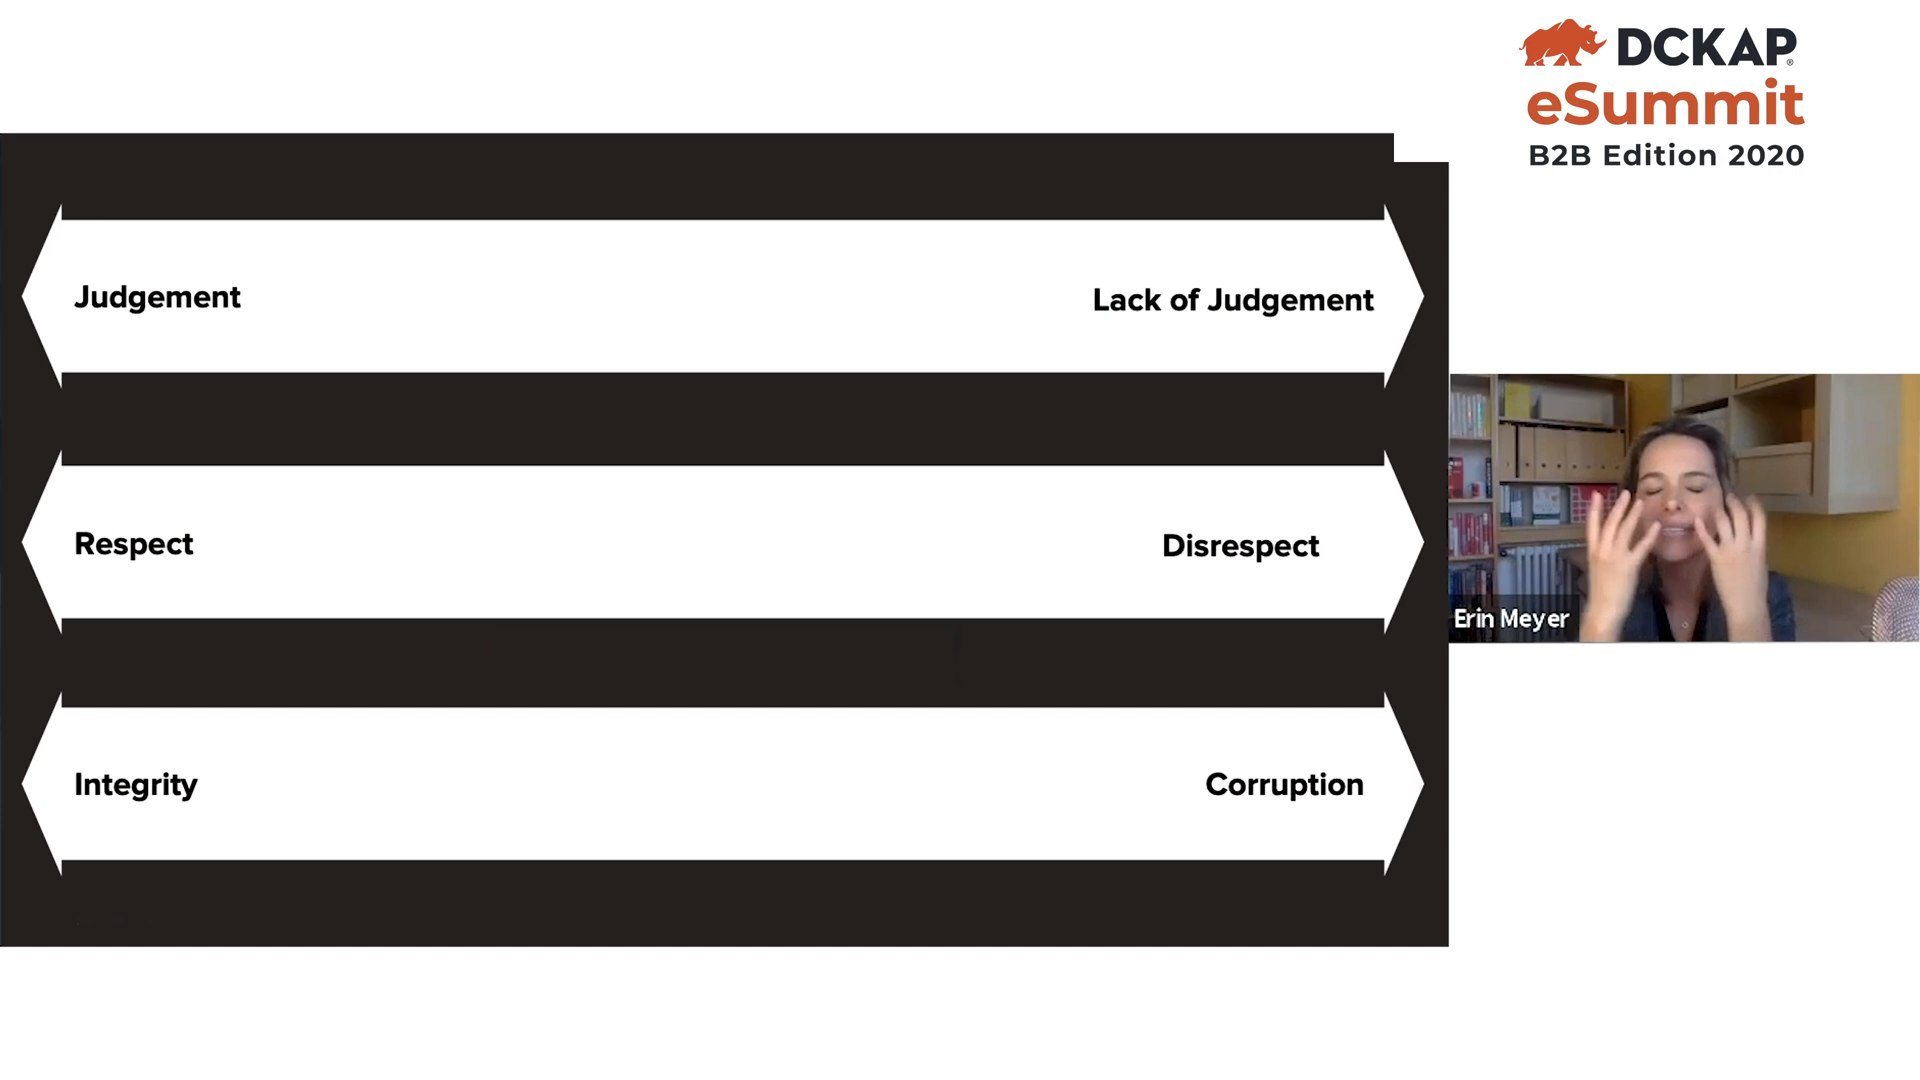 DCKAP®
eSummit
B2B Edition 2020
Judgement
Lack of Judgement
Respect
Disrespect
Integrity
Corruption
Erin Meyer